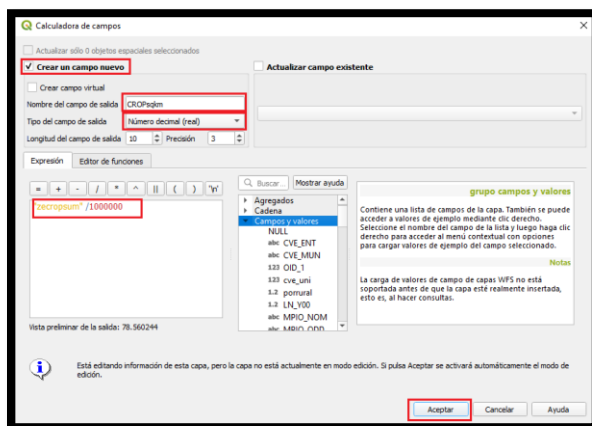 Calculadora de campos
Actualizar sólo 0 objetos espaciales seleccionados
Crear un campo nuevo
Actualizar campo existente
Crear campo virtual
Nombre del campo de salida CROPsqkm
Tipo del campo de salida Número decimal (real)
Longitud del campo de salida 10 Precisión 3
Expresión Editor de funciones
= + - / * ^ || ( ) '\n'
"zecropsum" /1000000
Vista preliminar de la salida: 78.560244
Buscar... Mostrar ayuda
Agregados
Cadena
Campos y valores
NULL
abc CVE_ENT
abc CVE_MUN
123 OID_1
123 cve_uni
1.2 porrural
1.2 LN_Y00
abc MPIO_NOM
abc MPIO_ODD
grupo campos y valores
Contiene una lista de campos de la capa. También se puede
acceder a valores de ejemplo mediante clic derecho.
Seleccione el nombre del campo de la lista y luego haga clic
derecho para acceder al menú contextual con opciones
para cargar valores de ejemplo del campo seleccionado.
Notas
La carga de valores de campo de capas WFS no está
soportada antes de que la capa esté realmente insertada,
esto es, al hacer consultas.
Está editando información de esta capa, pero la capa no está actualmente en modo edición. Si pulsa Aceptar se activará automáticamente el modo de
edición.
Aceptar Cancelar Ayuda